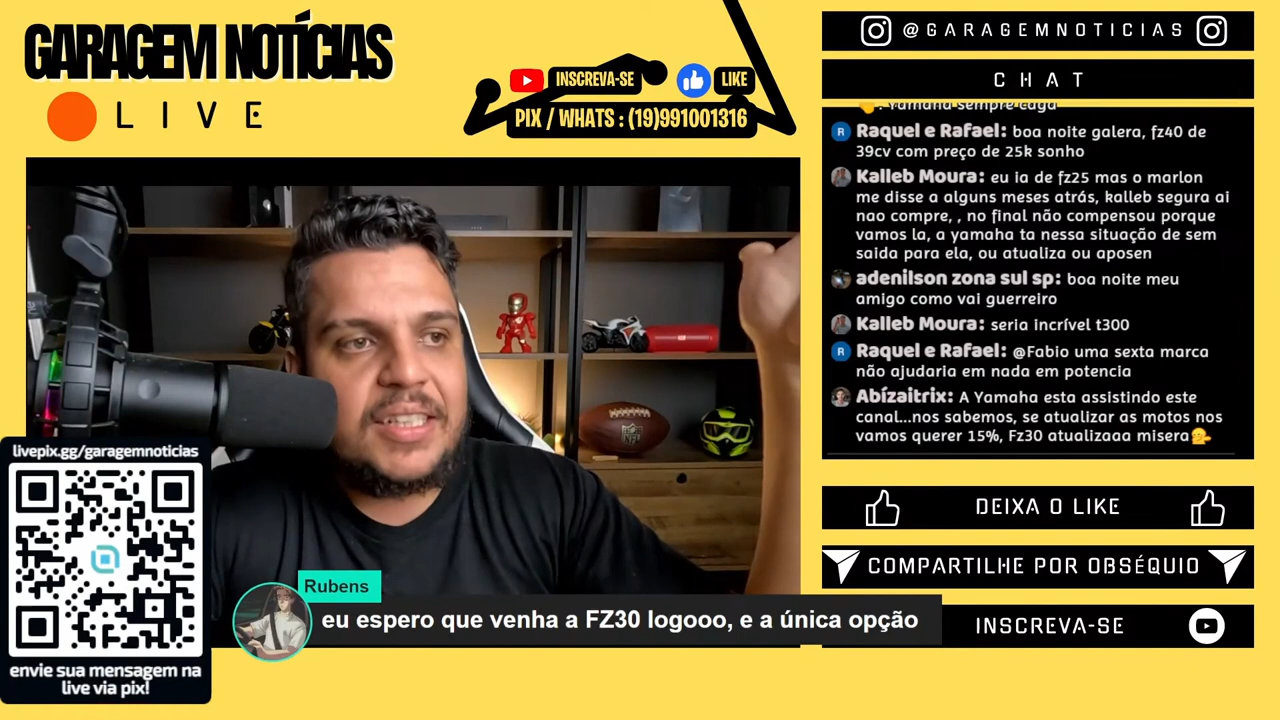 GARAGEM NOTÍCIAS
LIVE
INSCREVA-SE
LIKE
PIX / WHATS : (19)991001316
@GARAGEMNOTICIAS
CHAT
. Yamaha sempre caga
Raquel e Rafael: boa noite galera, fz40 de
39cv com preço de 25k sonho
Kalleb Moura: eu ia de fz25 mas o marlon
me disse a alguns meses atrás, kalleb segura ai
nao compre, , no final não compensou porque
vamos la, a yamaha ta nessa situação de sem
saida para ela, ou atualiza ou aposen
adenilson zona sul sp: boa noite meu
amigo como vai guerreiro
Kalleb Moura: seria incrível t300
Raquel e Rafael: @Fabio uma sexta marca
não ajudaria em nada em potencia
Abízaitrix: A Yamaha esta assistindo este
canal...nos sabemos, se atualizar as motos nos
vamos querer 15%, Fz30 atualizaaa misera
NFL
livepix.gg/garagemnoticias
envie sua mensagem na
live via pix!
Rubens
eu espero que venha a FZ30 logooo, e a única opção
DEIXA O LIKE
COMPARTILHE POR OBSÉQUIO
INSCREVA-SE